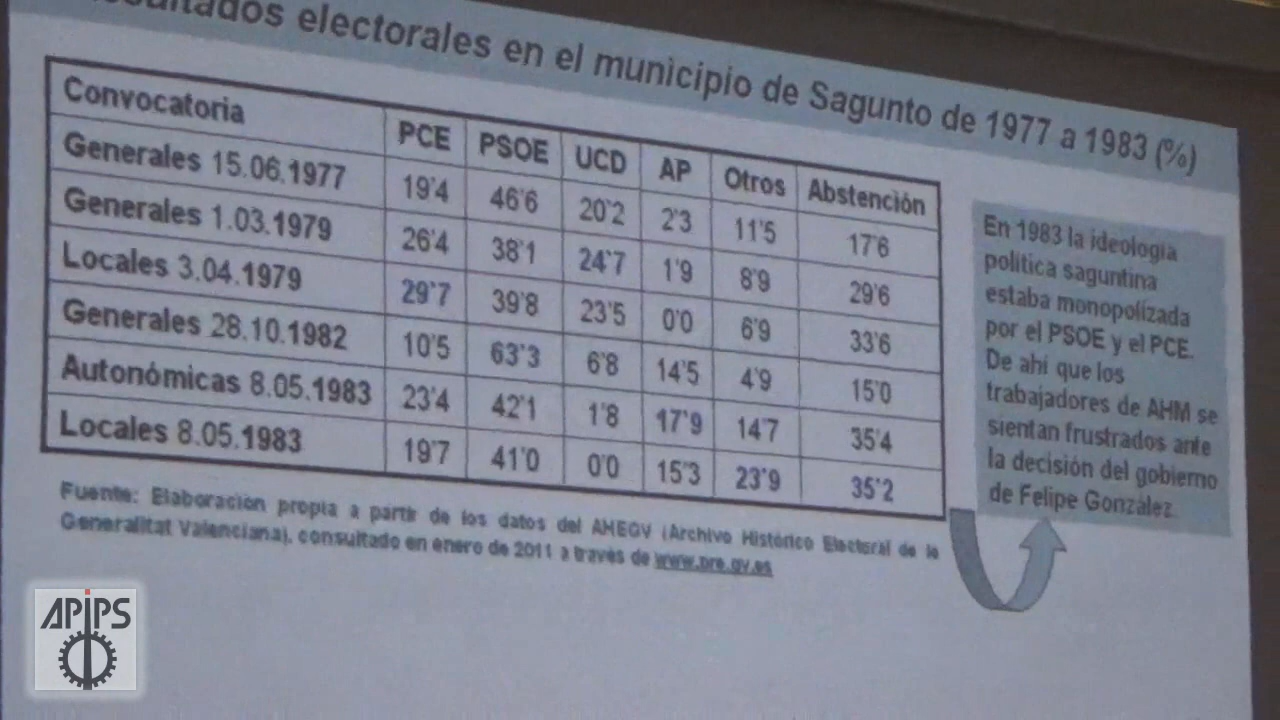 Resultados electorales en el municipio de Sagunto de 1977 a 1983 (%)
Convocatoria PCE PSOE UCD AP Otros Abstención
Generales 15.06.1977 19'4 46'6 20'2 2'3 11'5 17'6
Generales 1.03.1979 26'4 38'1 24'7 1'9 8'9 29'6
Locales 3.04.1979 29'7 39'8 23'5 0'0 6'9 33'6
Generales 28.10.1982 10'5 63'3 6'8 14'5 4'9 15'0
Autonómicas 8.05.1983 23'4 42'1 1'8 17'9 14'7 35'4
Locales 8.05.1983 19'7 41'0 0'0 15'3 23'9 35'2
En 1983 la ideología
política saguntina
estaba monopolizada
por el PSOE y el PCE.
De ahí que los
trabajadores de AHM se
sientan frustrados ante
la decisión del gobierno
de Felipe González.
Fuente: Elaboración propia a partir de los datos del AHEGV (Archivo Histórico Electoral de la
Generalitat Valenciana), consultado en enero de 2011 a través de www.pre.gv.es
APIPS